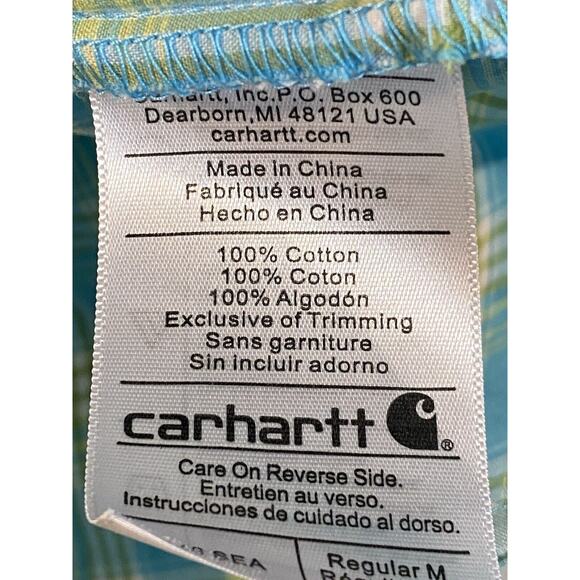 Carhartt, Inc. P.O. Box 600
Dearborn, MI 48121 USA
carhartt.com
Made in China
Fabriqué au China
Hecho en China
100% Cotton
100% Coton
100% Algodón
Exclusive of Trimming
Sans garniture
Sin incluir adorno
carhartt ®
Care On Reverse Side.
Entretien au verso.
Instrucciones de cuidado al dorso.
SEA
Regular M